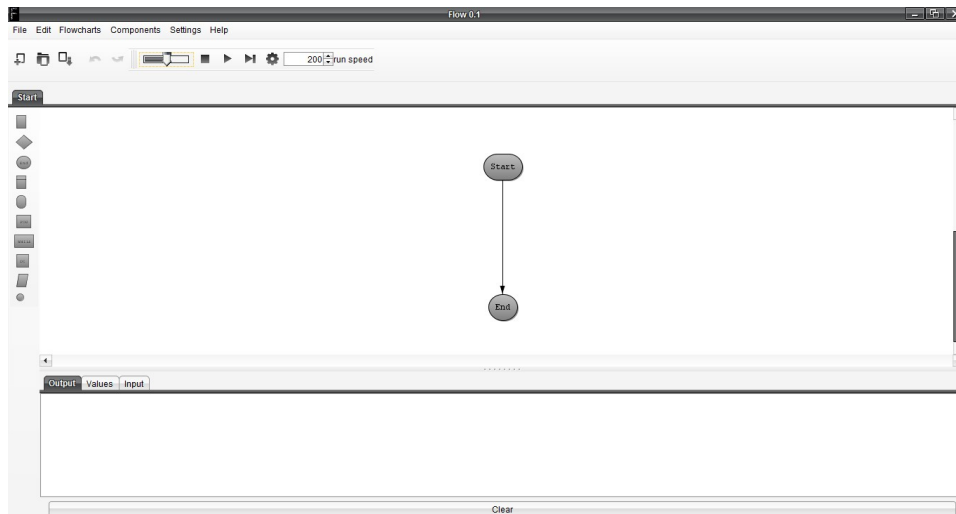 Flow 0.1
File Edit Flowcharts Components Settings Help
200 run speed
Start
Start
End
Output Values Input
Clear